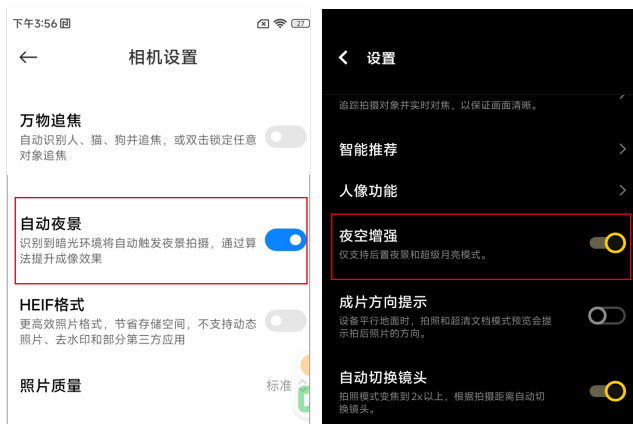 下午3:56
27
相机设置
万物追焦
自动识别人、猫、狗并追焦，或双击锁定任意
对象追焦
自动夜景
识别到暗光环境将自动触发夜景拍摄，通过算
法提升成像效果
HEIF格式
更高效照片格式，节省存储空间，不支持动态
照片、去水印和部分第三方应用
照片质量
标准
设置
追踪拍摄对象并实时对焦，以保证画面清晰。
智能推荐
人像功能
夜空增强
仅支持后置夜景和超级月亮模式。
成片方向提示
设备平行地面时，拍照和超清文档模式预览会提
示拍后照片的方向。
自动切换镜头
拍照模式变焦到2x以上，根据拍摄距离自动切
换镜头。